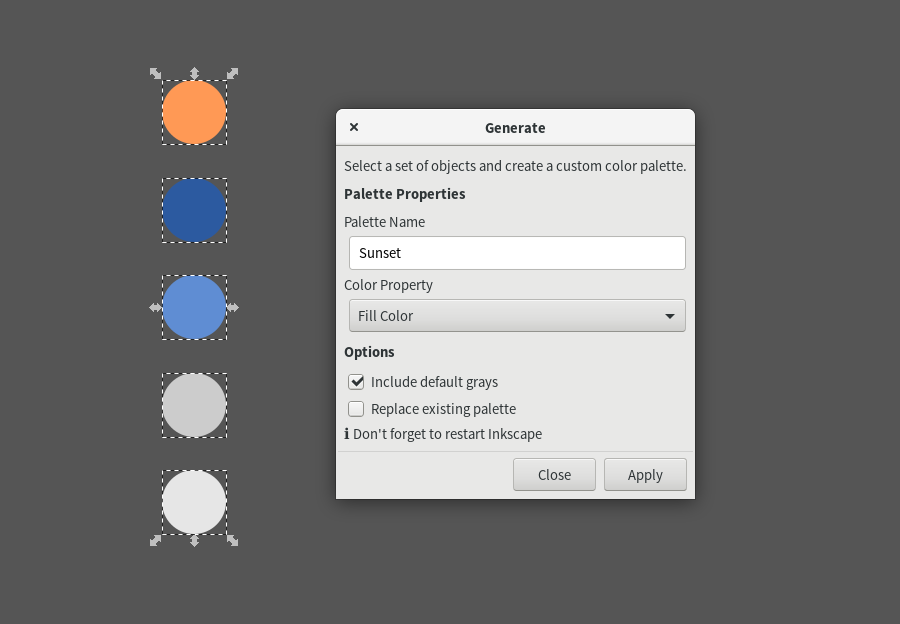 Generate
Select a set of objects and create a custom color palette.
Palette Properties
Palette Name
Sunset
Color Property
Fill Color
Options
Include default grays
Replace existing palette
ℹ Don't forget to restart Inkscape
Close Apply